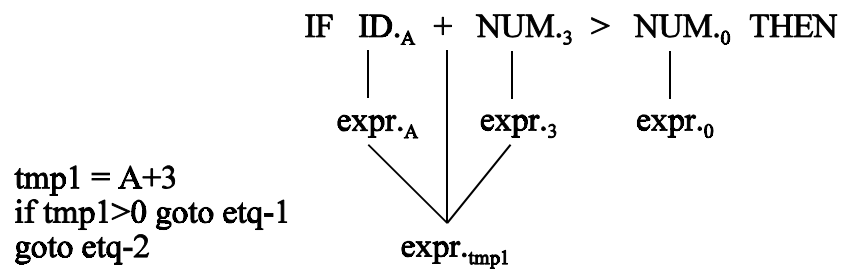 IF ID.A + NUM.3 > NUM.0 THEN
expr.A expr.3 expr.0
tmp1 = A+3
if tmp1>0 goto etq-1
goto etq-2
expr.tmp1